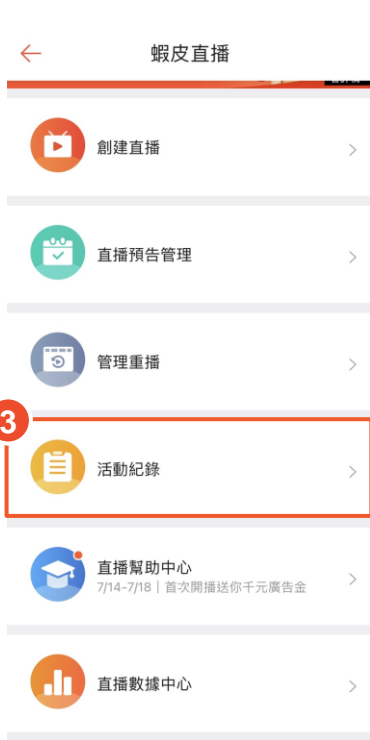 蝦皮直播
創建直播
直播預告管理
管理重播
3
活動紀錄
直播幫助中心
7/14-7/18｜首次開播送你千元廣告金
直播數據中心